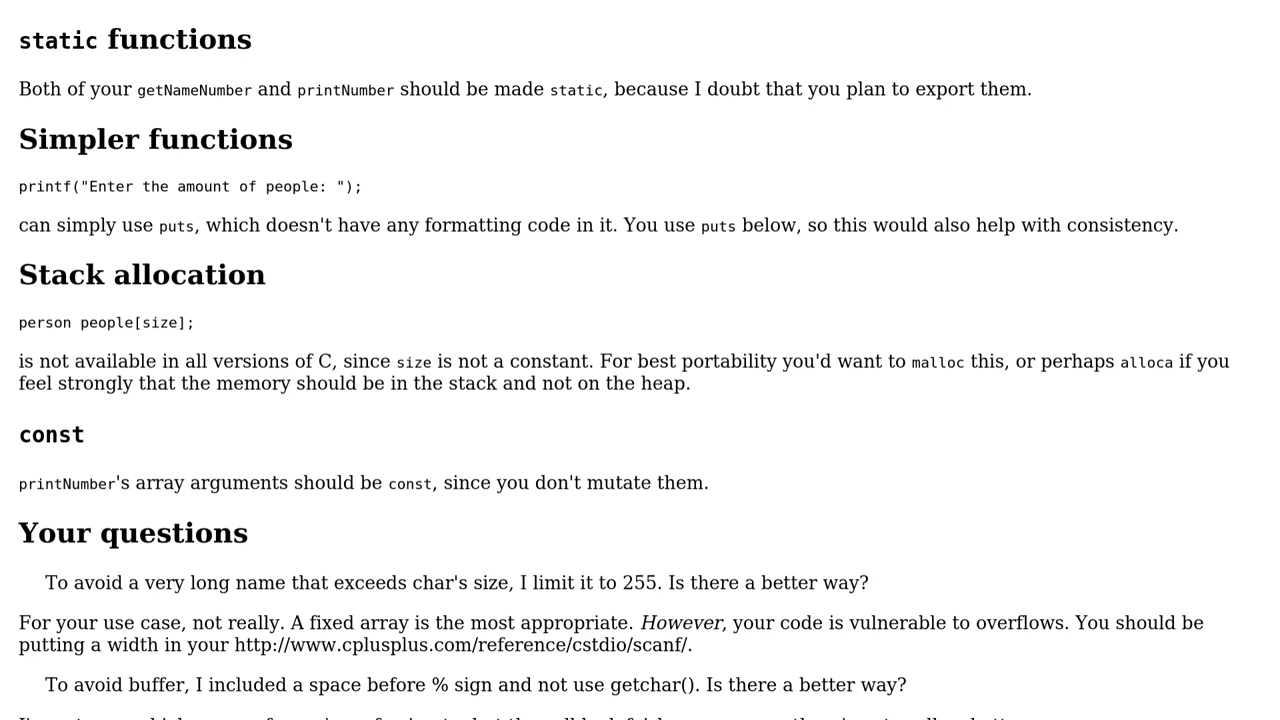 static functions
Both of your getNameNumber and printNumber should be made static, because I doubt that you plan to export them.
Simpler functions
printf("Enter the amount of people: ");
can simply use puts, which doesn't have any formatting code in it. You use puts below, so this would also help with consistency.
Stack allocation
person people[size];
is not available in all versions of C, since size is not a constant. For best portability you'd want to malloc this, or perhaps alloca if you
feel strongly that the memory should be in the stack and not on the heap.
const
printNumber's array arguments should be const, since you don't mutate them.
Your questions
To avoid a very long name that exceeds char's size, I limit it to 255. Is there a better way?
For your use case, not really. A fixed array is the most appropriate. However, your code is vulnerable to overflows. You should be
putting a width in your http://www.cplusplus.com/reference/cstdio/scanf/.
To avoid buffer, I included a space before % sign and not use getchar(). Is there a better way?